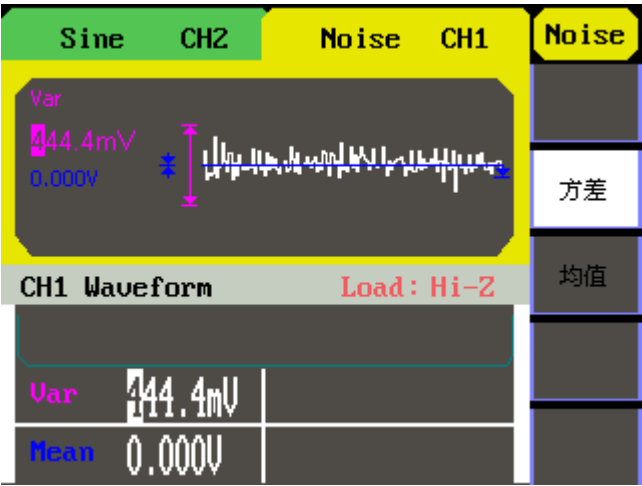 Sine CH2 Noise CH1 Noise
Var
444.4mV
0.000V
方差
均值
CH1 Waveform Load: Hi-Z
Var 444.4mV
Mean 0.000V